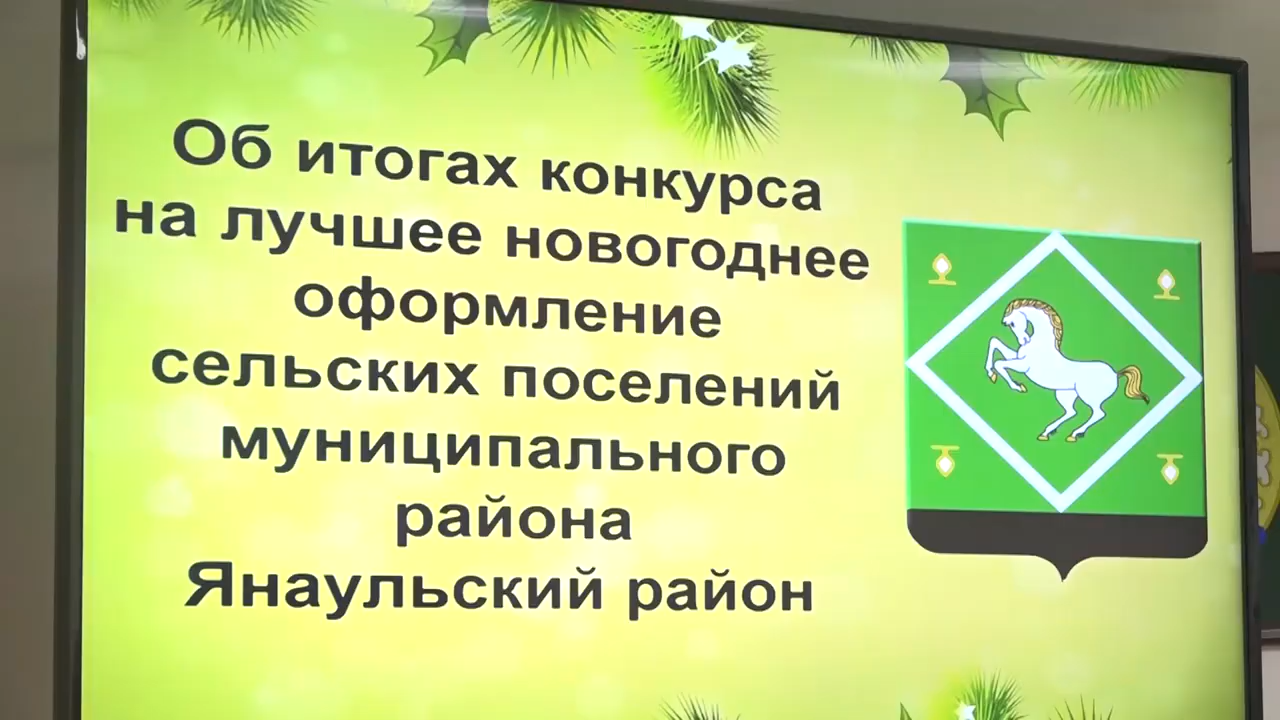 Об итогах конкурса
на лучшее новогоднее
оформление
сельских поселений
муниципального
района
Янаульский район